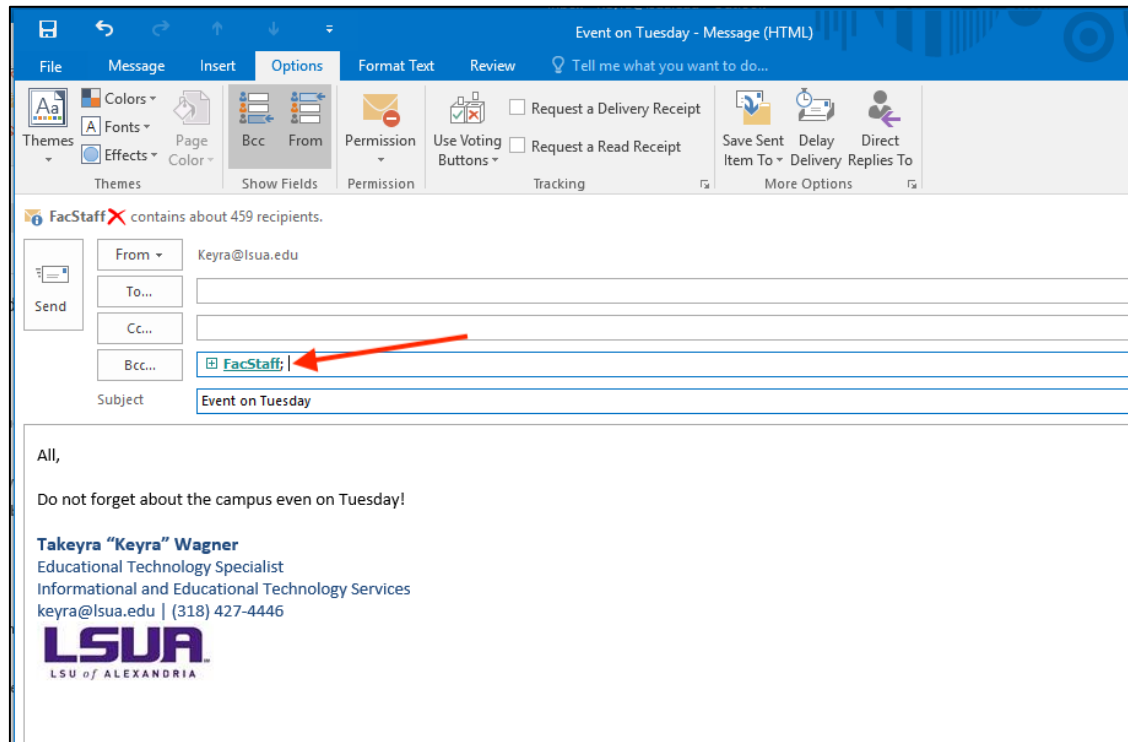 Event on Tuesday - Message (HTML)
File Message Insert Options Format Text Review Tell me what you want to do...
Aa Colors Request a Delivery Receipt
A Fonts
Themes Page Color Bcc From Permission Use Voting Buttons Request a Read Receipt Save Sent Item To Delay Delivery Direct Replies To
Effects
Themes Show Fields Permission Tracking More Options
FacStaff contains about 459 recipients.
From Keyra@lsua.edu
Send To...
Cc...
Bcc... FacStaff;
Subject Event on Tuesday
All,
Do not forget about the campus even on Tuesday!
Takeyra “Keyra” Wagner
Educational Technology Specialist
Informational and Educational Technology Services
keyra@lsua.edu | (318) 427-4446
LSUA
LSU of ALEXANDRIA